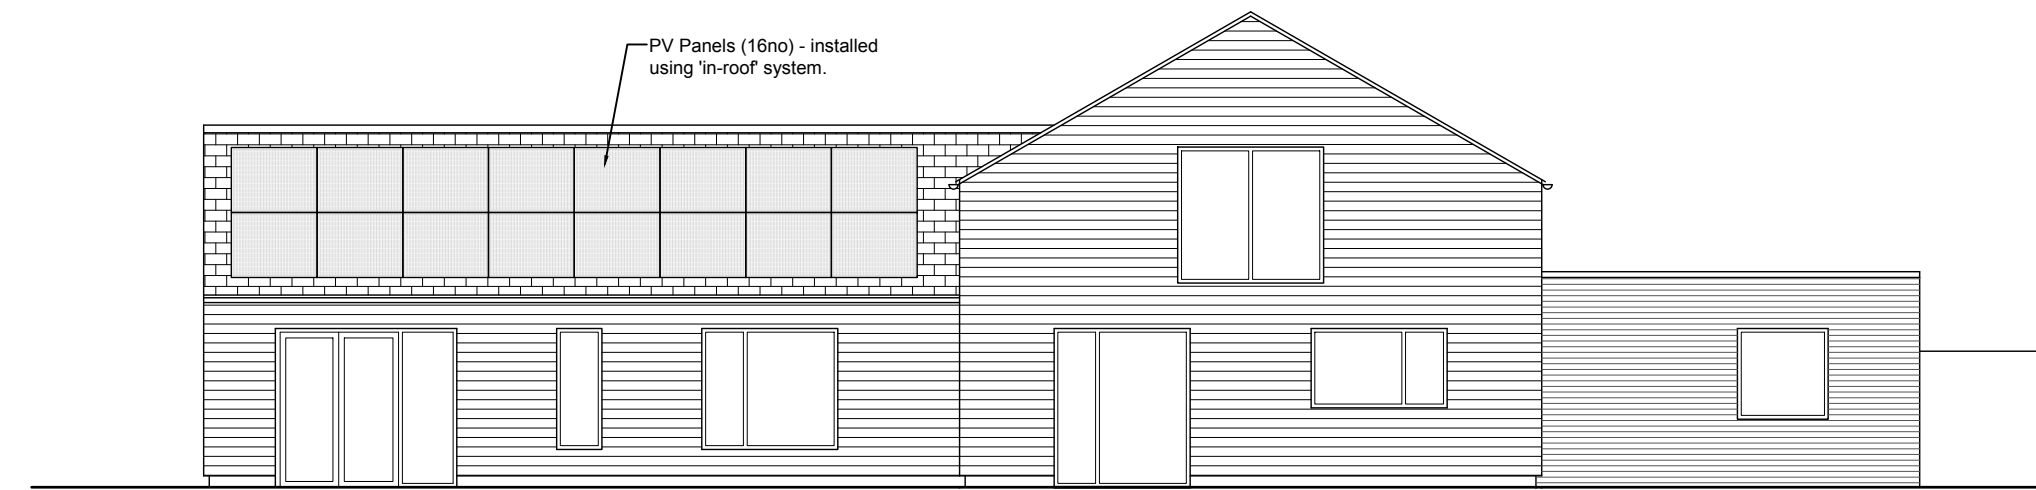 PV Panels (16no) - installed
using 'in-roof' system.